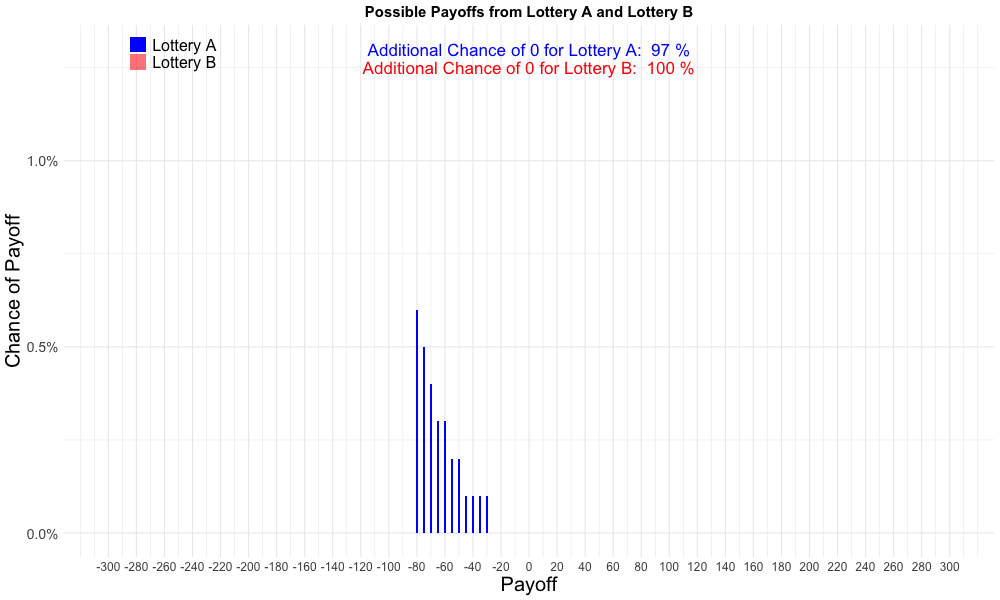 Possible Payoffs from Lottery A and Lottery B
Lottery A
Lottery B
Additional Chance of 0 for Lottery A:  97 %
Additional Chance of 0 for Lottery B:  100 %
Chance of Payoff
1.0%
0.5%
0.0%
-300 -280 -260 -240 -220 -200 -180 -160 -140 -120 -100 -80 -60 -40 -20 0 20 40 60 80 100 120 140 160 180 200 220 240 260 280 300
Payoff